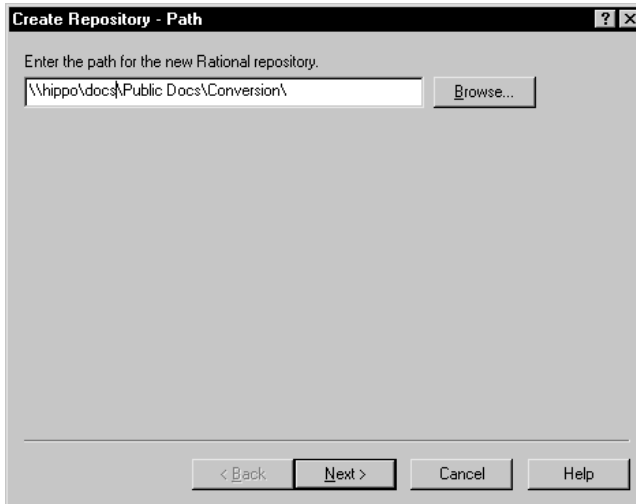 Create Repository - Path
Enter the path for the new Rational repository.
\\hippo\docs\Public Docs\Conversion\
Browse...
< Back
Next >
Cancel
Help